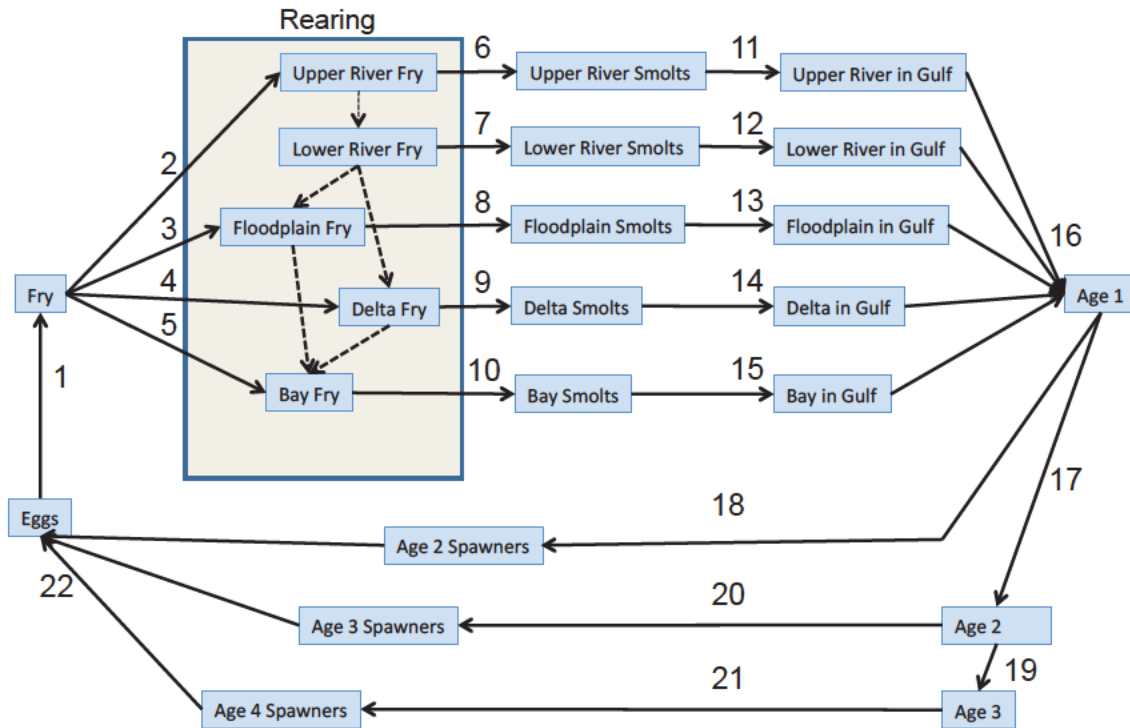 Rearing
6
11
Upper River Fry
Upper River Smolts
Upper River in Gulf
7
12
2
Lower River Fry
Lower River Smolts
Lower River in Gulf
8
13
3
Floodplain Fry
Floodplain Smolts
Floodplain in Gulf
16
4
9
14
Fry
Delta Fry
Delta Smolts
Delta in Gulf
Age 1
5
1
10
15
Bay Fry
Bay Smolts
Bay in Gulf
17
18
Eggs
Age 2 Spawners
22
20
Age 3 Spawners
Age 2
19
21
Age 4 Spawners
Age 3